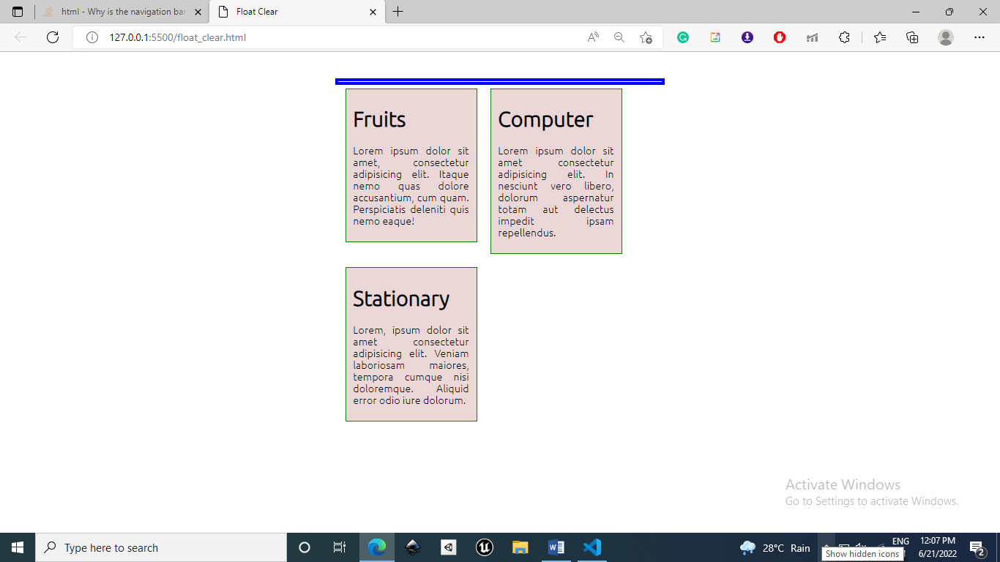 html - Why is the navigation bar
Float Clear
127.0.0.1:5500/float_clear.html
Fruits
Lorem ipsum dolor sit
amet, consectetur
adipisicing elit. Itaque
nemo quas dolore
accusantium, cum quam.
Perspiciatis deleniti quis
nemo eaque!
Computer
Lorem ipsum dolor sit
amet consectetur
adipisicing elit. In
nesciunt vero libero,
dolorum aspernatur
totam aut delectus
impedit ipsam
repellendus.
Stationary
Lorem, ipsum dolor sit
amet consectetur
adipisicing elit. Veniam
laboriosam maiores,
tempora cumque nisi
doloremque. Aliquid
error odio iure dolorum.
Activate Windows
Go to Settings to activate Windows.
Type here to search
28°C Rain
ENG
12:07 PM
6/21/2022
2
Show hidden icons